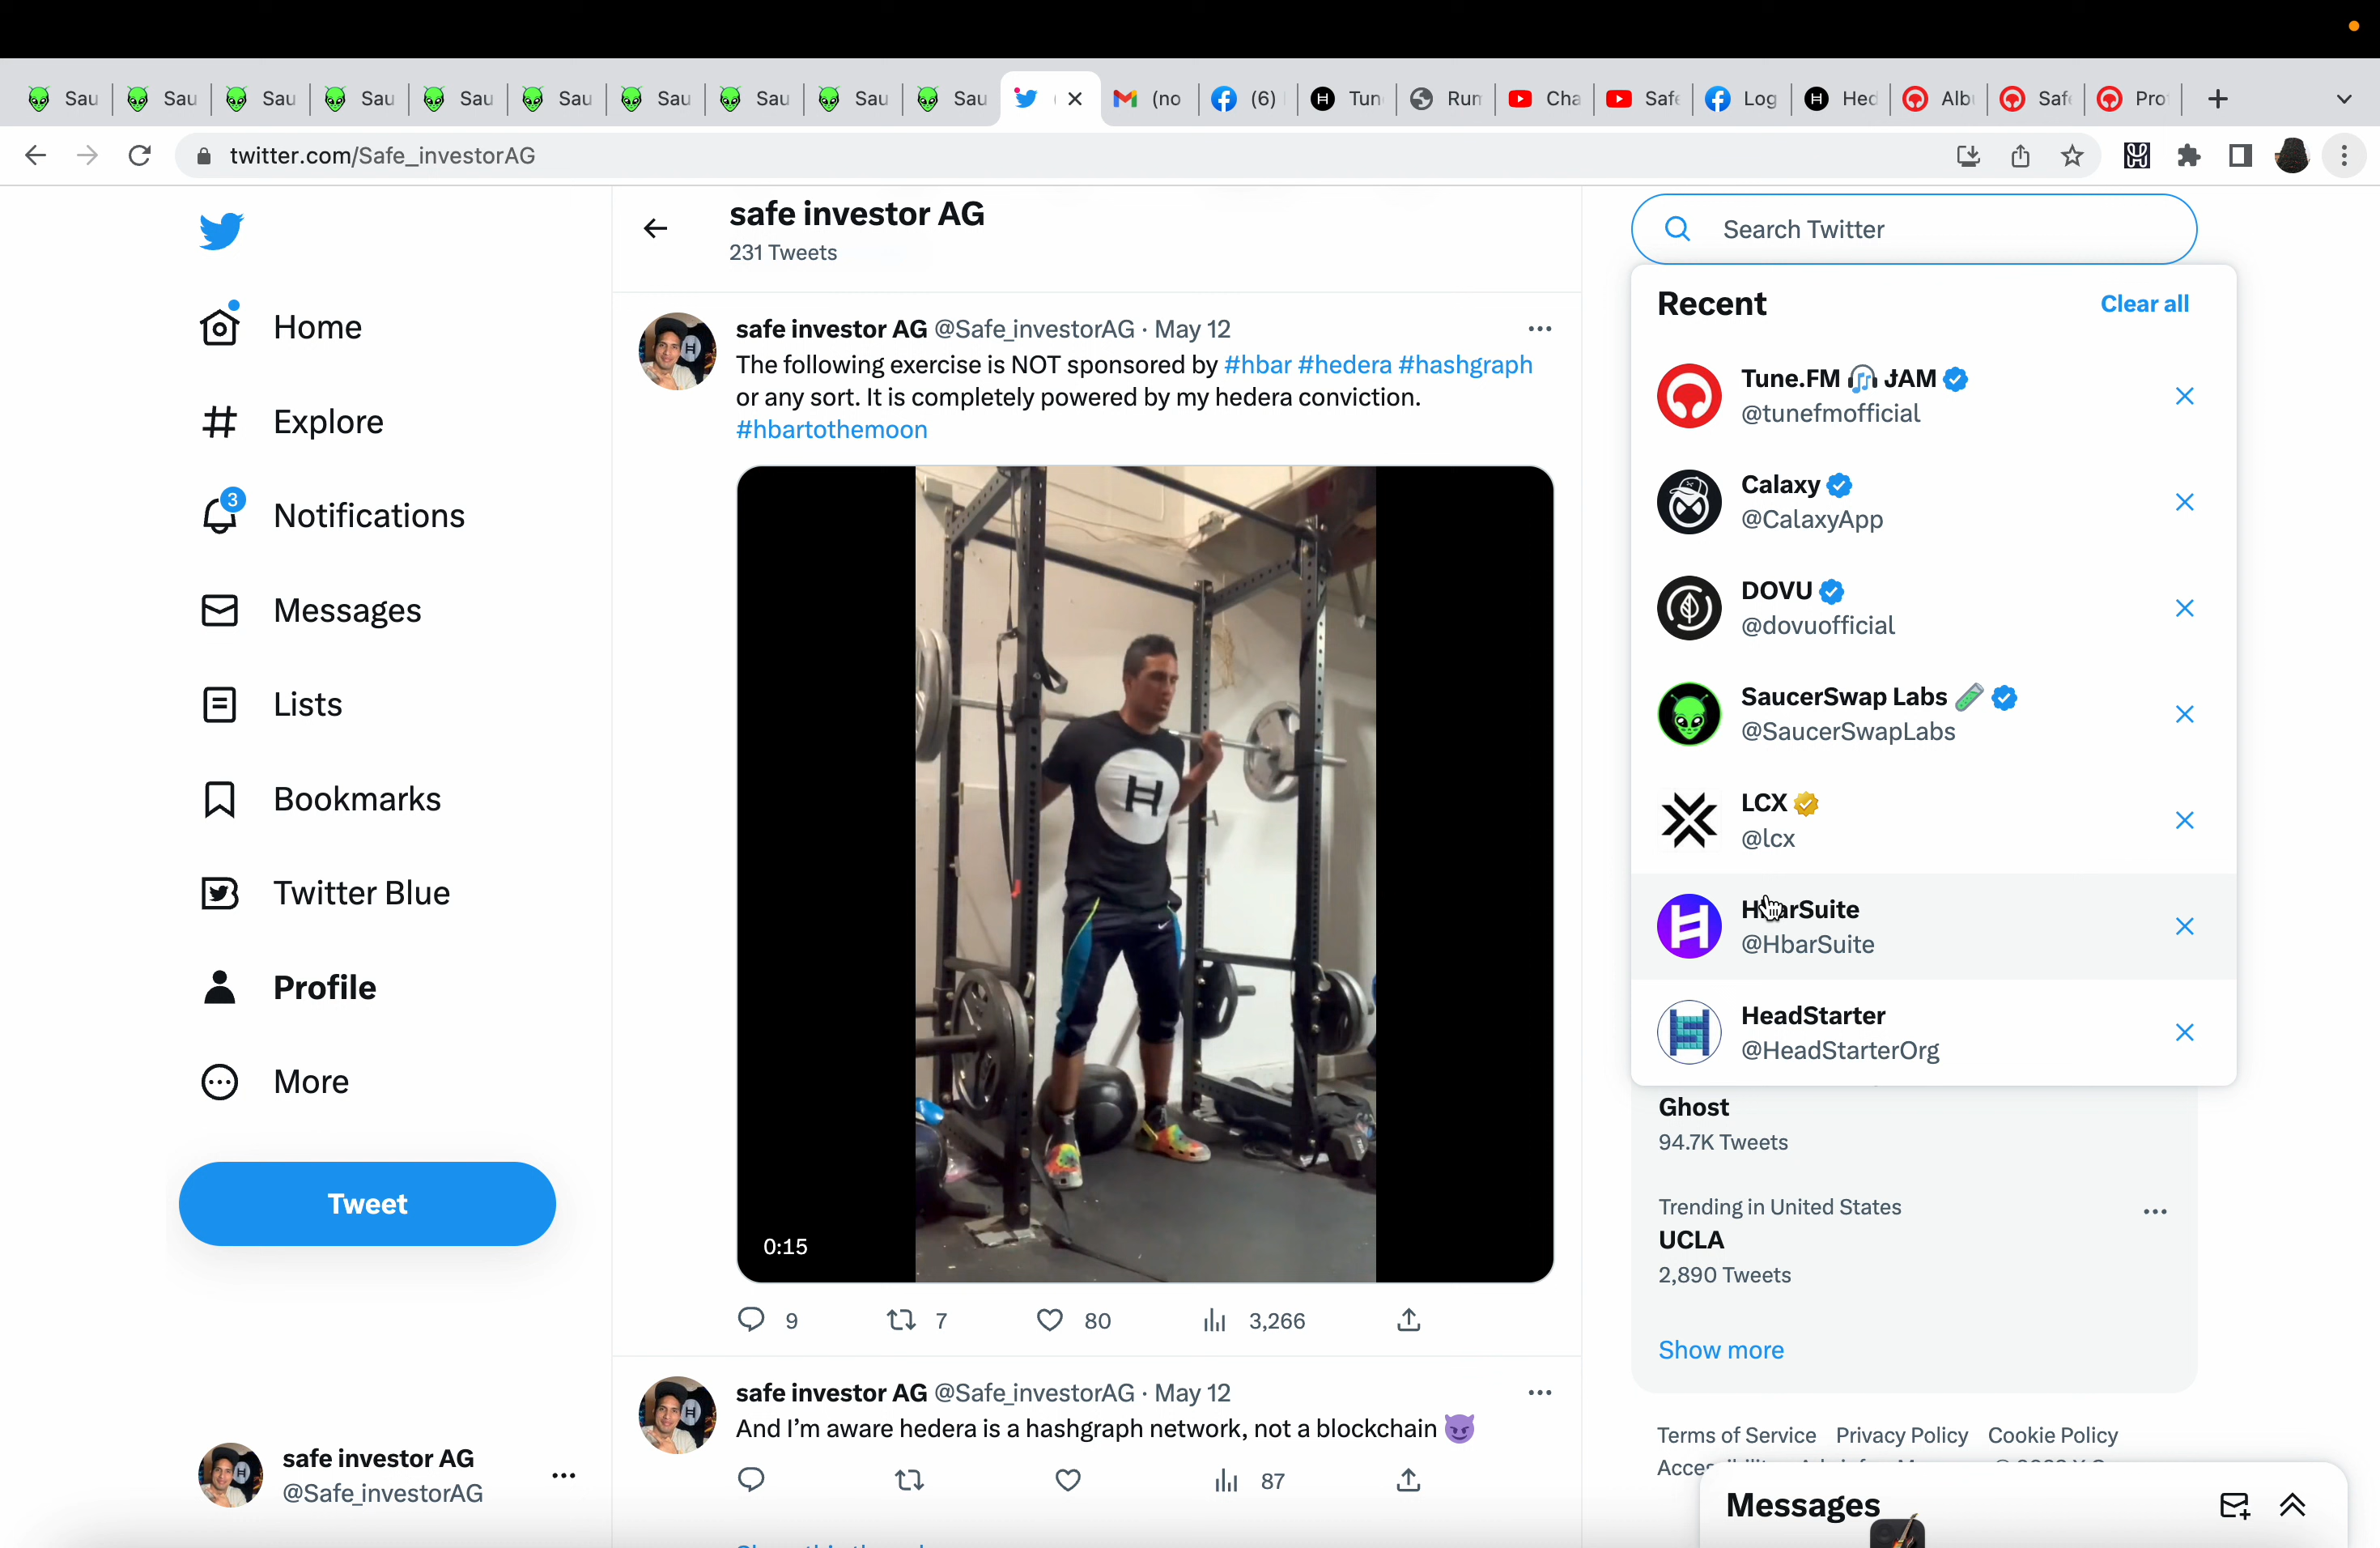 Sau
Sau
Sau
Sau
Sau
Sau
Sau
Sau
Sau
Sau
(no
(6)
Tun
Run
Cha
Safe
Log
Hed
Alb
Safe
Pro
twitter.com/Safe_investorAG
Home
Explore
3
Notifications
Messages
Lists
Bookmarks
Twitter Blue
Profile
More
Tweet
safe investor AG
@Safe_investorAG
safe investor AG
231 Tweets
safe investor AG @Safe_investorAG · May 12
The following exercise is NOT sponsored by #hbar #hedera #hashgraph
or any sort. It is completely powered by my hedera conviction.
#hbartothemoon
0:15
9
7
80
3,266
safe investor AG @Safe_investorAG · May 12
And I'm aware hedera is a hashgraph network, not a blockchain 😈
87
Search Twitter
Recent
Clear all
Tune.FM 🎧 JAM
@tunefmofficial
Calaxy
@CalaxyApp
DOVU
@dovuofficial
SaucerSwap Labs 🧪
@SaucerSwapLabs
LCX
@lcx
HbarSuite
@HbarSuite
HeadStarter
@HeadStarterOrg
Ghost
94.7K Tweets
Trending in United States
UCLA
2,890 Tweets
Show more
Terms of Service Privacy Policy Cookie Policy
Messages